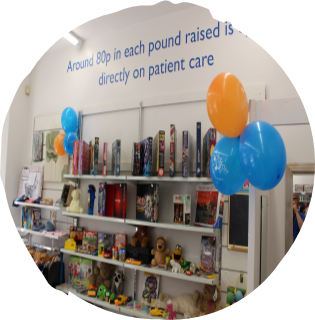 Around 80p in each pound raised is
directly on patient care